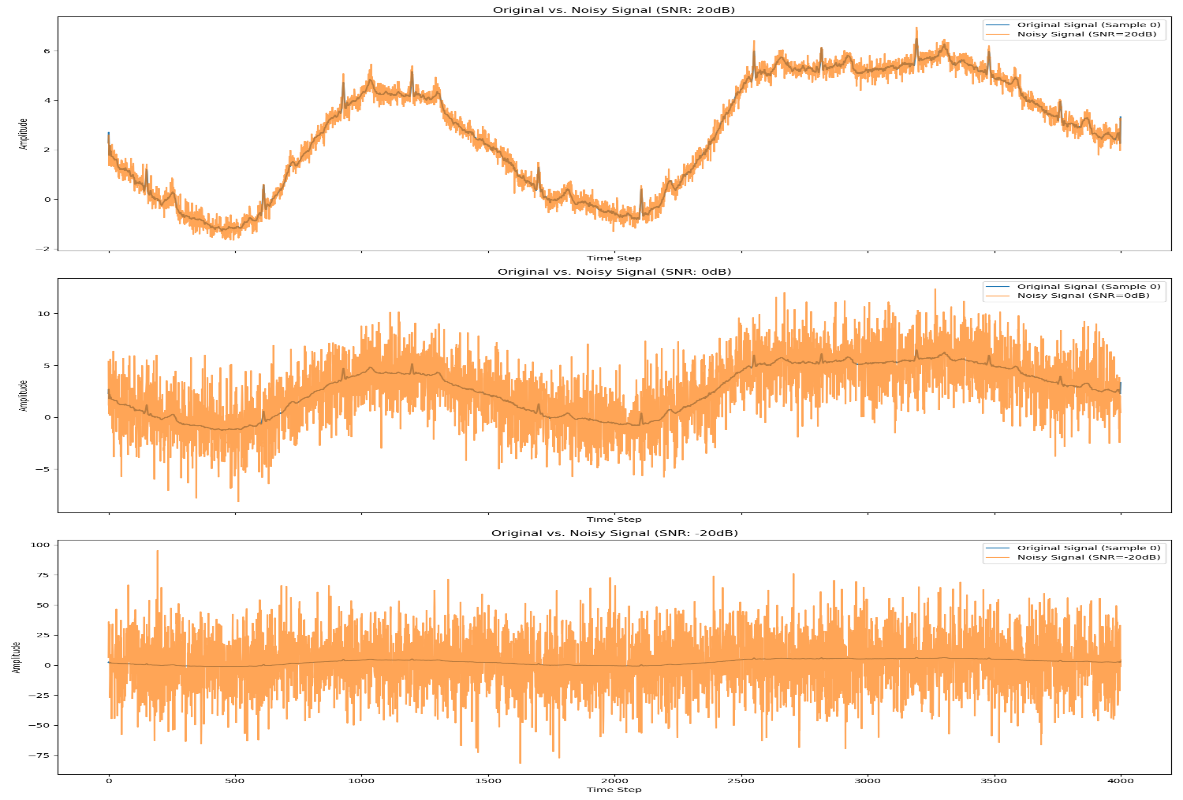 Original vs. Noisy Signal (SNR: 20dB)
Original Signal (Sample 0)
Noisy Signal (SNR=20dB)
Amplitude
6
4
2
0
−2
Time Step
Original vs. Noisy Signal (SNR: 0dB)
Original Signal (Sample 0)
Noisy Signal (SNR=0dB)
Amplitude
10
5
0
−5
Time Step
Original vs. Noisy Signal (SNR: -20dB)
Original Signal (Sample 0)
Noisy Signal (SNR=-20dB)
Amplitude
100
75
50
25
0
−25
−50
−75
0 500 1000 1500 2000 2500 3000 3500 4000
Time Step